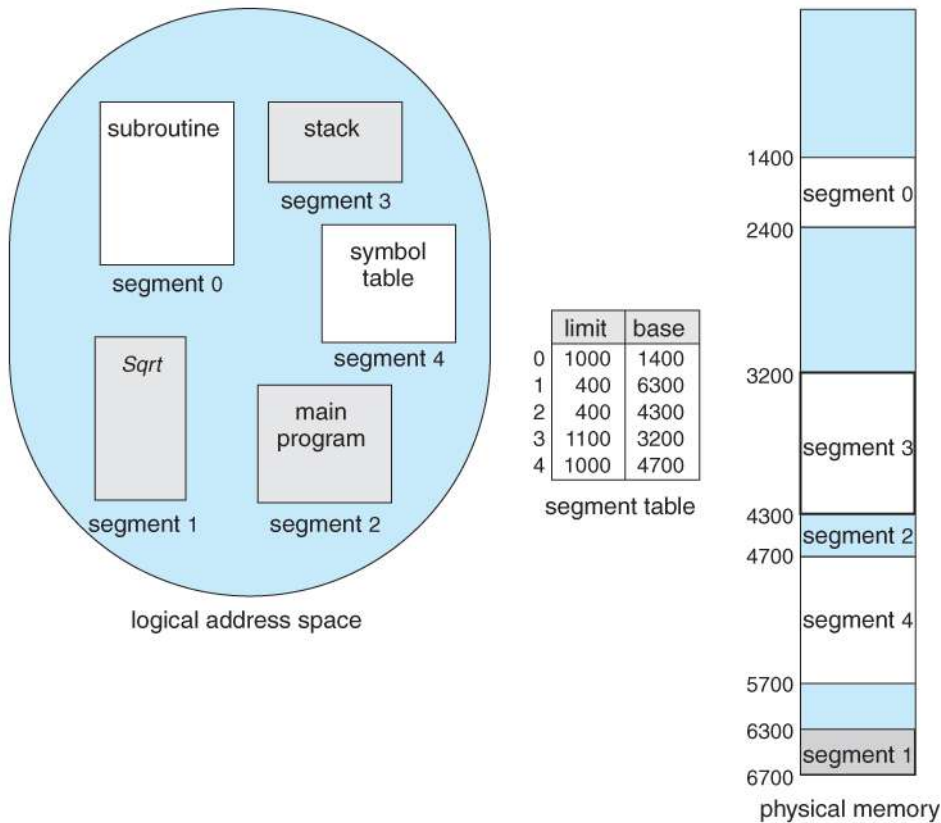 subroutine
segment 0
stack
segment 3
symbol
table
segment 4
Sqrt
segment 1
main
program
segment 2
logical address space
limit base
0 1000 1400
1 400 6300
2 400 4300
3 1100 3200
4 1000 4700
segment table
1400
segment 0
2400
3200
segment 3
4300
segment 2
4700
segment 4
5700
6300
segment 1
6700
physical memory